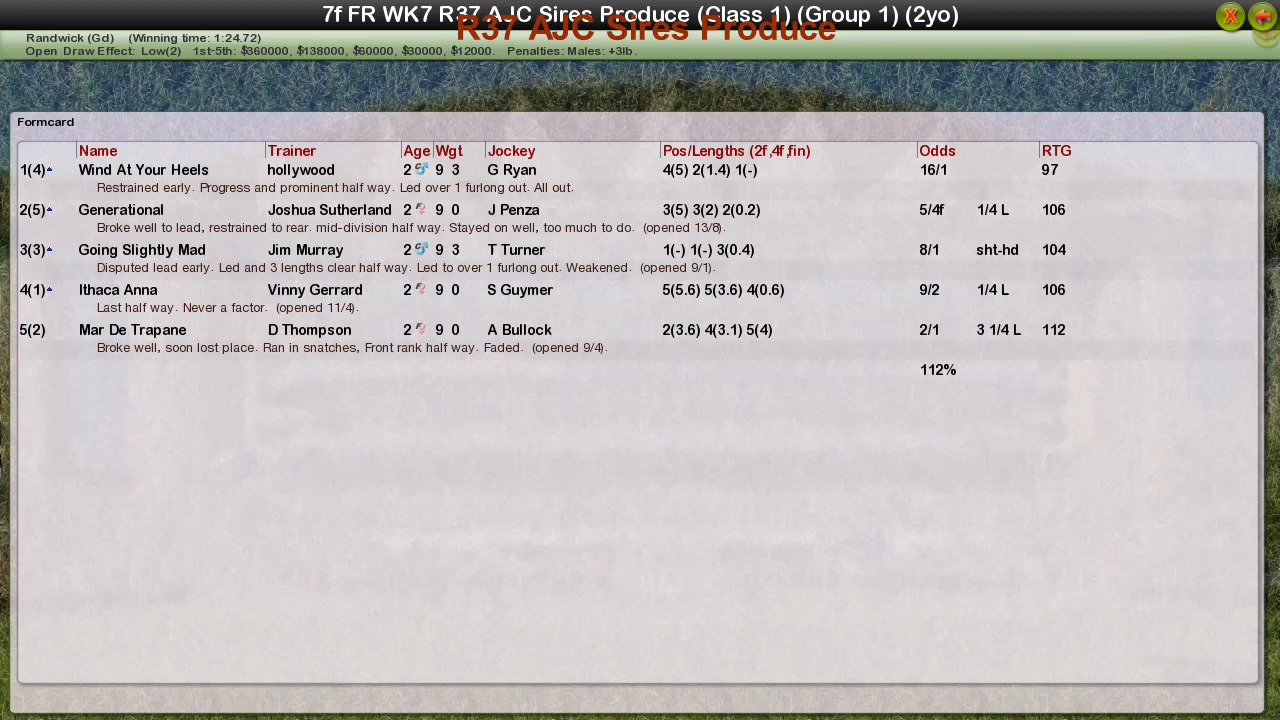 7f FR WK7 R37 AJC Sires Produce (Class 1) (Group 1) (2yo)
R37 AJC Sires Produce
Randwick (Gd) (Winning time: 1:24.72)
Open Draw Effect: Low(2) 1st-5th: $360000, $138000, $60000, $30000, $12000. Penalties: Males: +3lb.
Formcard
Name Trainer Age Wgt Jockey Pos/Lengths (2f,4f,fin) Odds RTG
1(4) Wind At Your Heels hollywood 2 9 3 G Ryan 4(5) 2(1.4) 1(-) 16/1 97
Restrained early. Progress and prominent half way. Led over 1 furlong out. All out.
2(5) Generational Joshua Sutherland 2 9 0 J Penza 3(5) 3(2) 2(0.2) 5/4f 1/4 L 106
Broke well to lead, restrained to rear. mid-division half way. Stayed on well, too much to do. (opened 13/8).
3(3) Going Slightly Mad Jim Murray 2 9 3 T Turner 1(-) 1(-) 3(0.4) 8/1 sht-hd 104
Disputed lead early. Led and 3 lengths clear half way. Led to over 1 furlong out. Weakened. (opened 9/1).
4(1) Ithaca Anna Vinny Gerrard 2 9 0 S Guymer 5(5.6) 5(3.6) 4(0.6) 9/2 1/4 L 106
Last half way. Never a factor. (opened 11/4).
5(2) Mar De Trapane D Thompson 2 9 0 A Bullock 2(3.6) 4(3.1) 5(4) 2/1 3 1/4 L 112
Broke well, soon lost place. Ran in snatches, Front rank half way. Faded. (opened 9/4).
112%